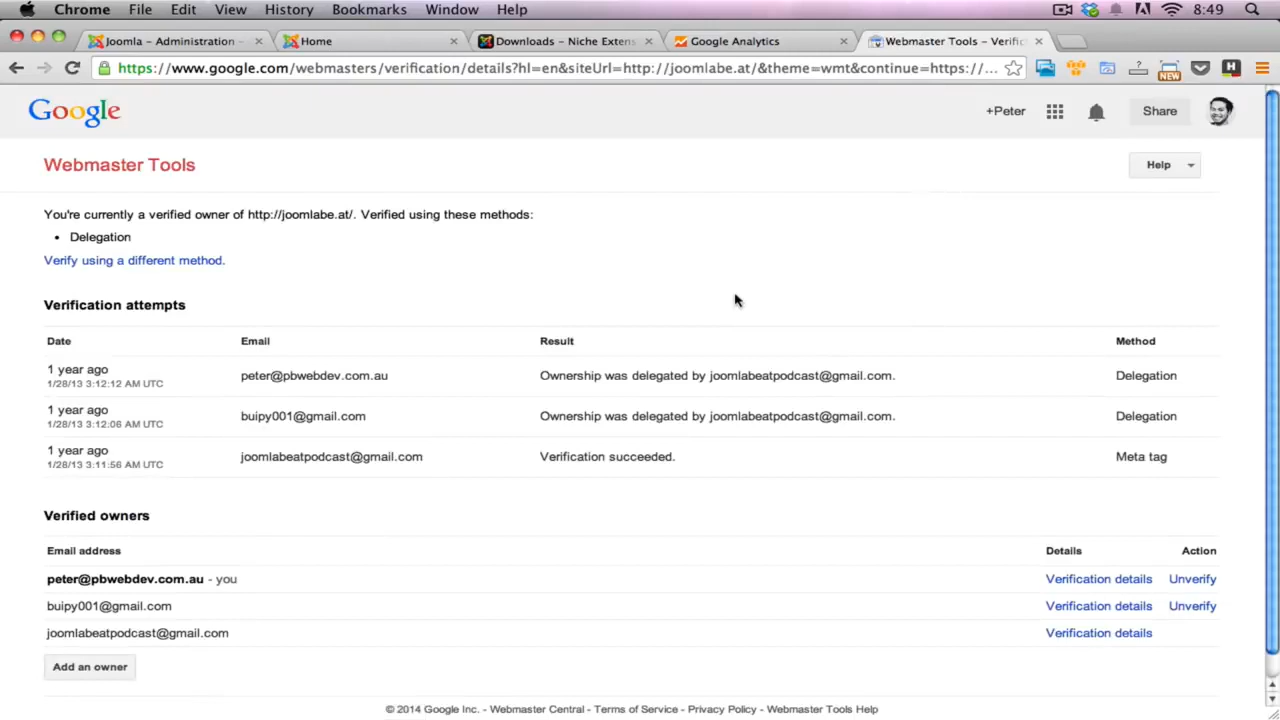 Chrome File Edit View History Bookmarks Window Help 8:49
Joomla – Administration – Home Downloads – Niche Extens Google Analytics Webmaster Tools – Verific
https://www.google.com/webmasters/verification/details?hl=en&siteUrl=http://joomlabe.at/&theme=wmt&continue=https://... NEW H
Google +Peter Share
Webmaster Tools Help
You're currently a verified owner of http://joomlabe.at/. Verified using these methods:
• Delegation
Verify using a different method.
Verification attempts
Date Email Result Method
1 year ago
1/28/13 3:12:12 AM UTC peter@pbwebdev.com.au Ownership was delegated by joomlabeatpodcast@gmail.com. Delegation
1 year ago
1/28/13 3:12:06 AM UTC buipy001@gmail.com Ownership was delegated by joomlabeatpodcast@gmail.com. Delegation
1 year ago
1/28/13 3:11:56 AM UTC joomlabeatpodcast@gmail.com Verification succeeded. Meta tag
Verified owners
Email address Details Action
peter@pbwebdev.com.au - you Verification details Unverify
buipy001@gmail.com Verification details Unverify
joomlabeatpodcast@gmail.com Verification details
Add an owner
© 2014 Google Inc. - Webmaster Central - Terms of Service - Privacy Policy - Webmaster Tools Help